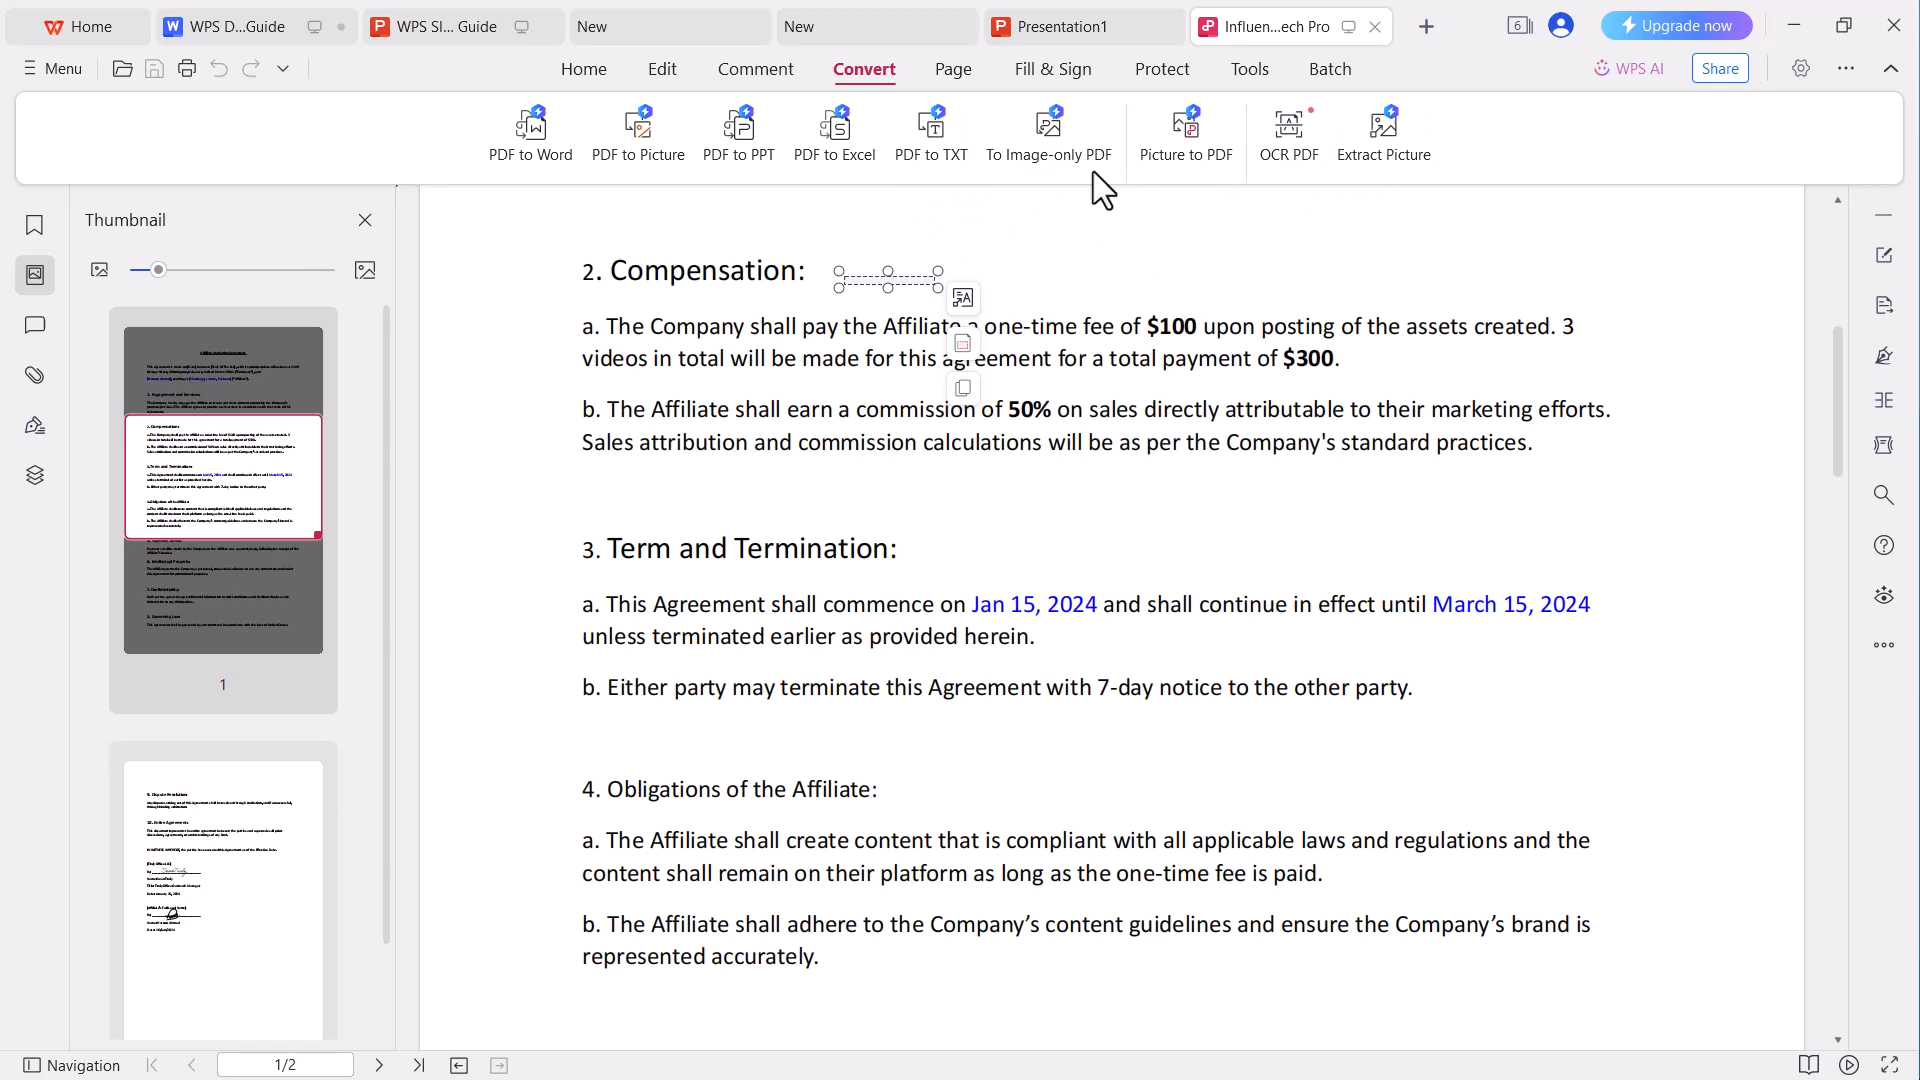 Home
WPS D...Guide
WPS Sl... Guide
New
New
Presentation1
Influen...ech Pro
6
Upgrade now
Menu
Home
Edit
Comment
Convert
Page
Fill & Sign
Protect
Tools
Batch
WPS AI
Share
PDF to Word
PDF to Picture
PDF to PPT
PDF to Excel
PDF to TXT
To Image-only PDF
Picture to PDF
OCR PDF
Extract Picture
Thumbnail
1
2. Compensation:
a. The Company shall pay the Affiliate a one-time fee of $100 upon posting of the assets created. 3
videos in total will be made for this agreement for a total payment of $300.
b. The Affiliate shall earn a commission of 50% on sales directly attributable to their marketing efforts.
Sales attribution and commission calculations will be as per the Company's standard practices.
3. Term and Termination:
a. This Agreement shall commence on Jan 15, 2024 and shall continue in effect until March 15, 2024
unless terminated earlier as provided herein.
b. Either party may terminate this Agreement with 7-day notice to the other party.
4. Obligations of the Affiliate:
a. The Affiliate shall create content that is compliant with all applicable laws and regulations and the
content shall remain on their platform as long as the one-time fee is paid.
b. The Affiliate shall adhere to the Company’s content guidelines and ensure the Company’s brand is
represented accurately.
Navigation
1/2